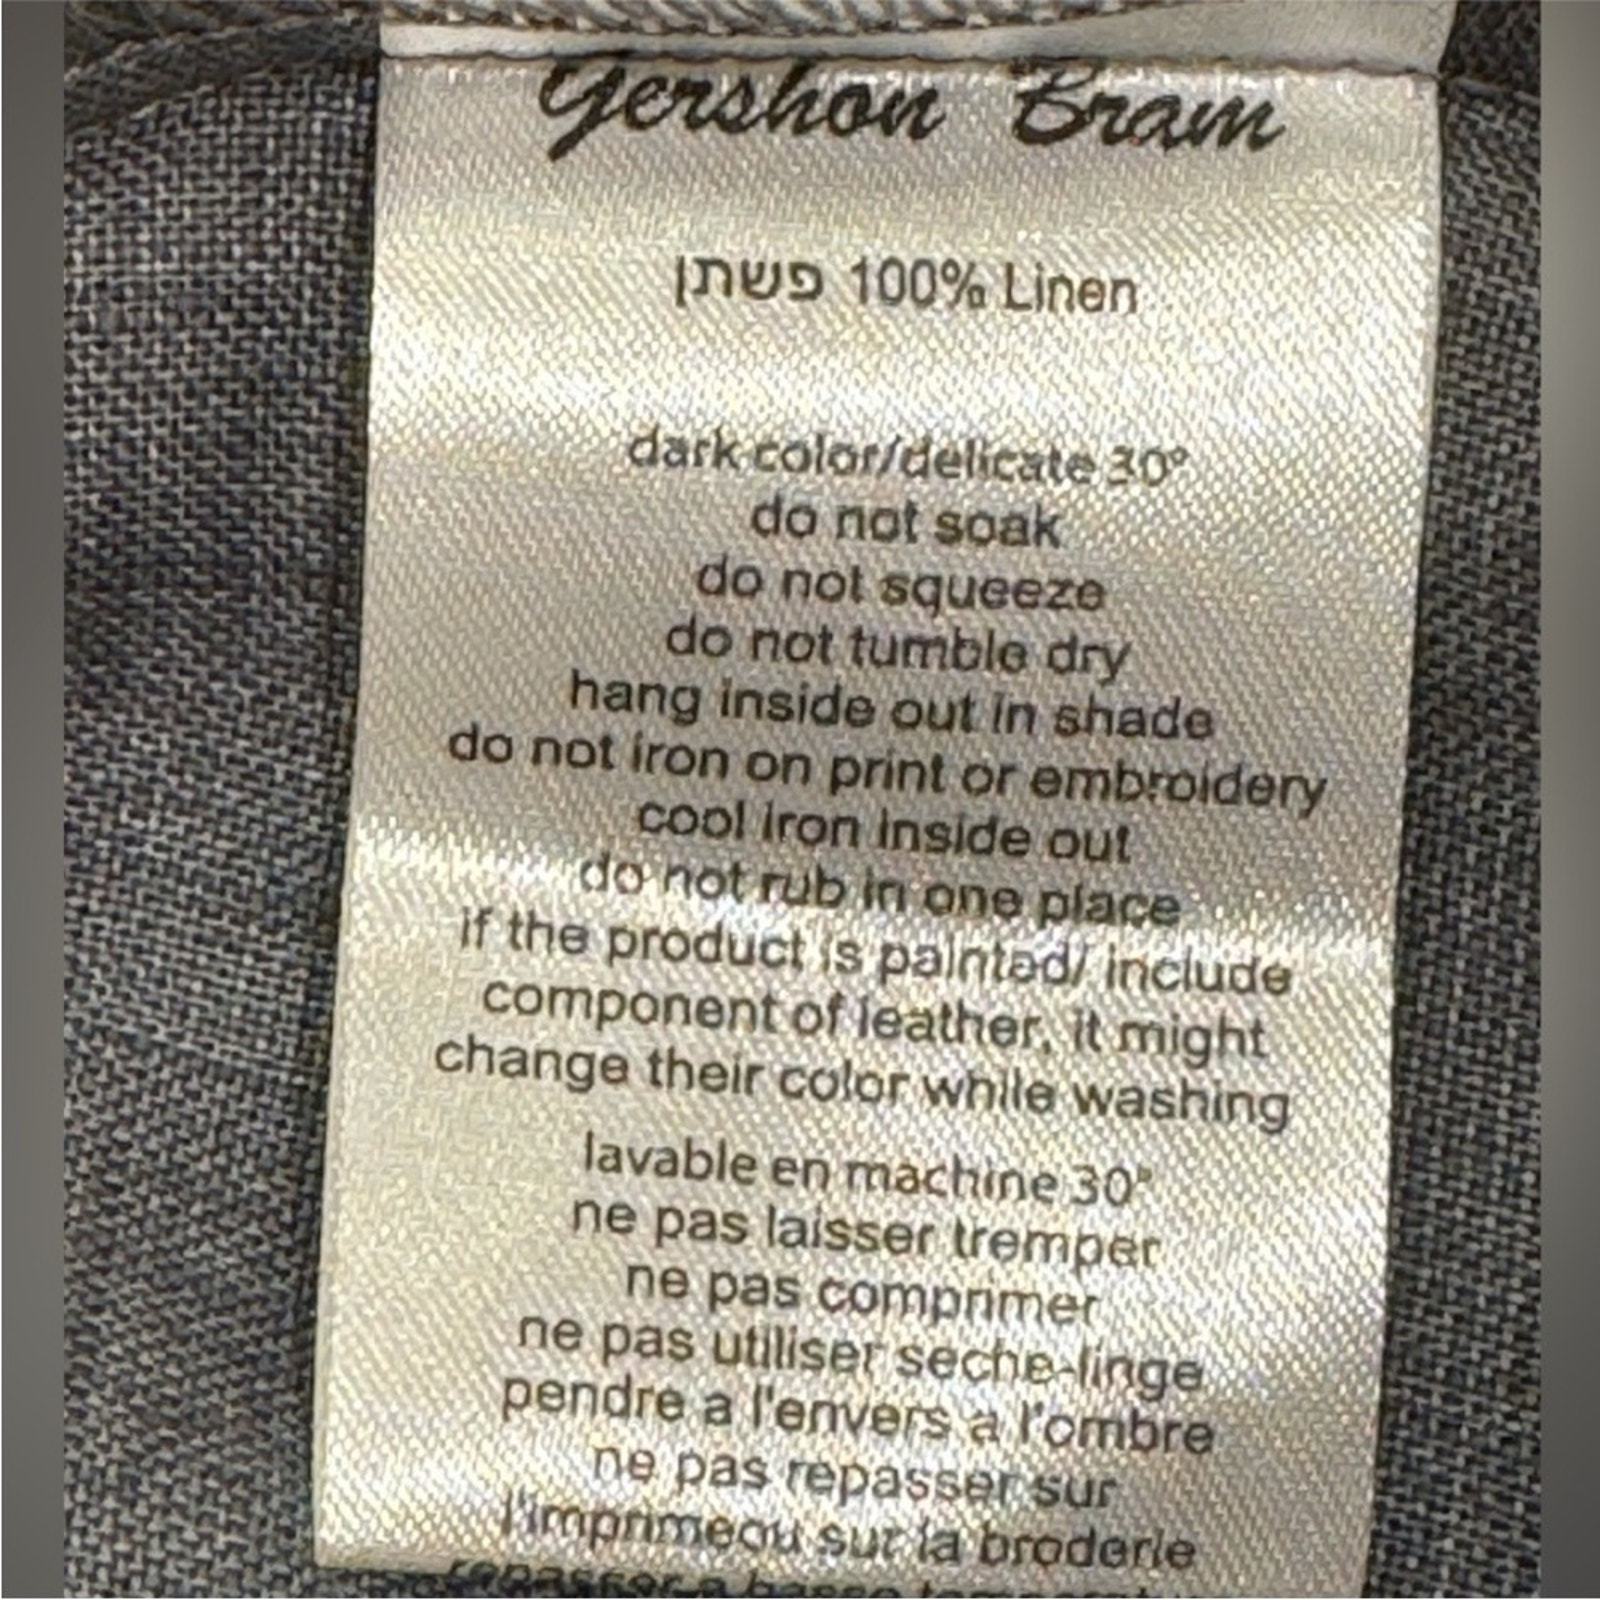 Gershon Bram
פשתן 100% Linen
dark color/delicate 30°
do not soak
do not squeeze
do not tumble dry
hang inside out in shade
do not iron on print or embroidery
cool iron inside out
do not rub in one place
if the product is painted/ include
component of leather, it might
change their color while washing
lavable en machine 30°
ne pas laisser tremper
ne pas comprimer
ne pas utiliser seche-linge
pendre a l'envers a l'ombre
ne pas repasser sur
l'imprimeou sur la broderie
repasser a basse